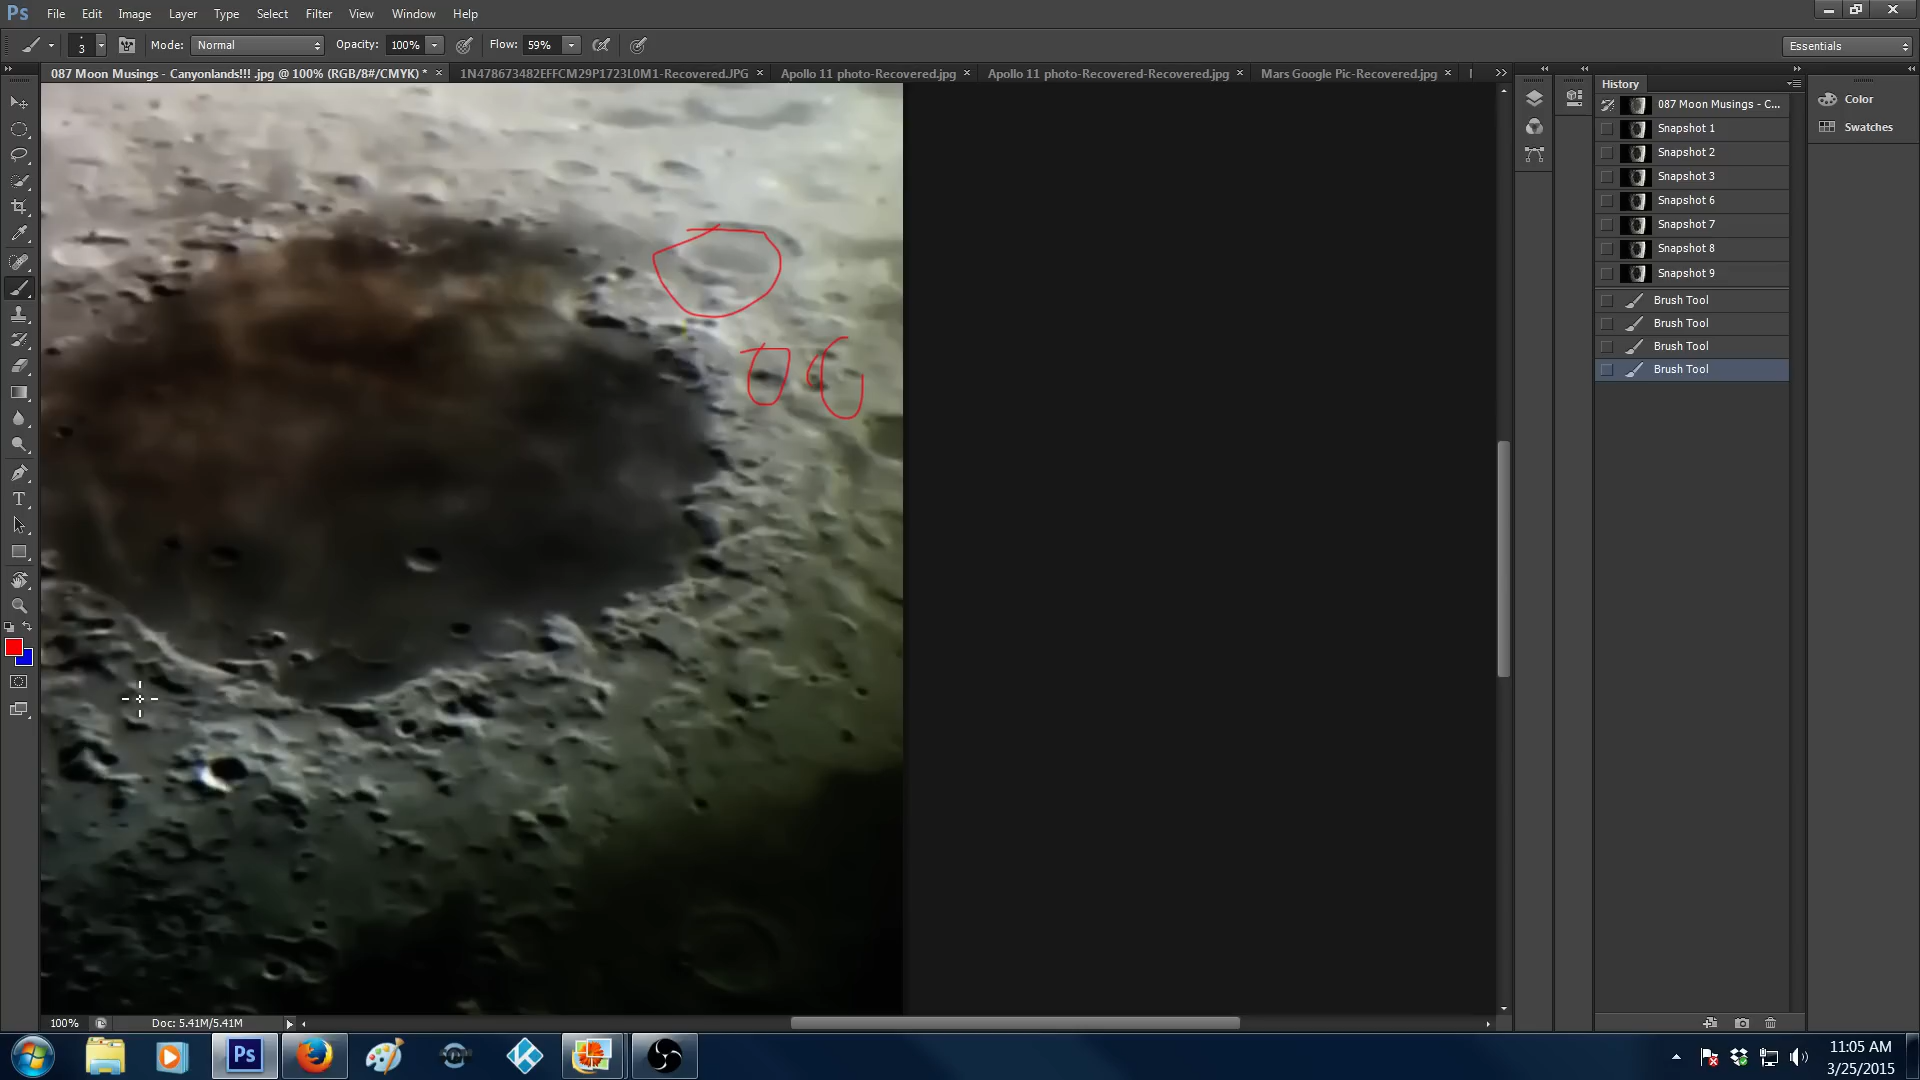 Ps File Edit Image Layer Type Select Filter View Window Help
3 Mode: Normal Opacity: 100% Flow: 59% Essentials
087 Moon Musings - Canyonlands!!! .jpg @ 100% (RGB/8#/CMYK) * × 1N478673482EFFCM29P1723L0M1-Recovered.JPG × Apollo 11 photo-Recovered.jpg × Apollo 11 photo-Recovered-Recovered.jpg × Mars Google Pic-Recovered.jpg ×
History
087 Moon Musings - C...
Snapshot 1
Snapshot 2
Snapshot 3
Snapshot 6
Snapshot 7
Snapshot 8
Snapshot 9
Brush Tool
Brush Tool
Brush Tool
Brush Tool
Color
Swatches
T
100% Doc: 5.41M/5.41M
Ps
11:05 AM
3/25/2015